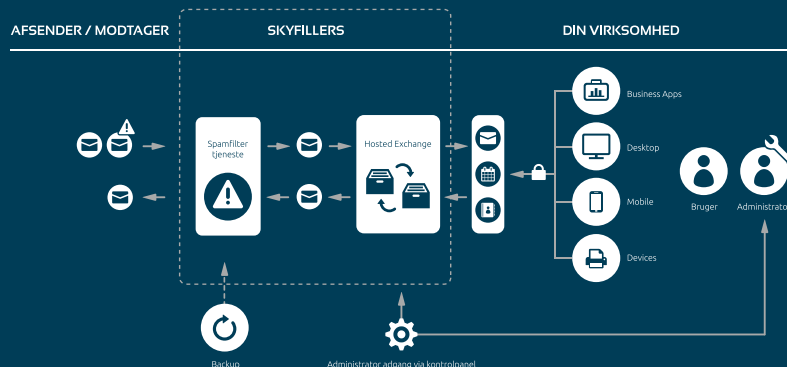 AFSENDER / MODTAGER
SKYFILLERS
DIN VIRKSOMHED
Spamfilter
tjeneste
Hosted Exchange
Business Apps
Desktop
Mobile
Devices
Bruger
Administrato
Backup
Administrator adgang via kontrolpanel